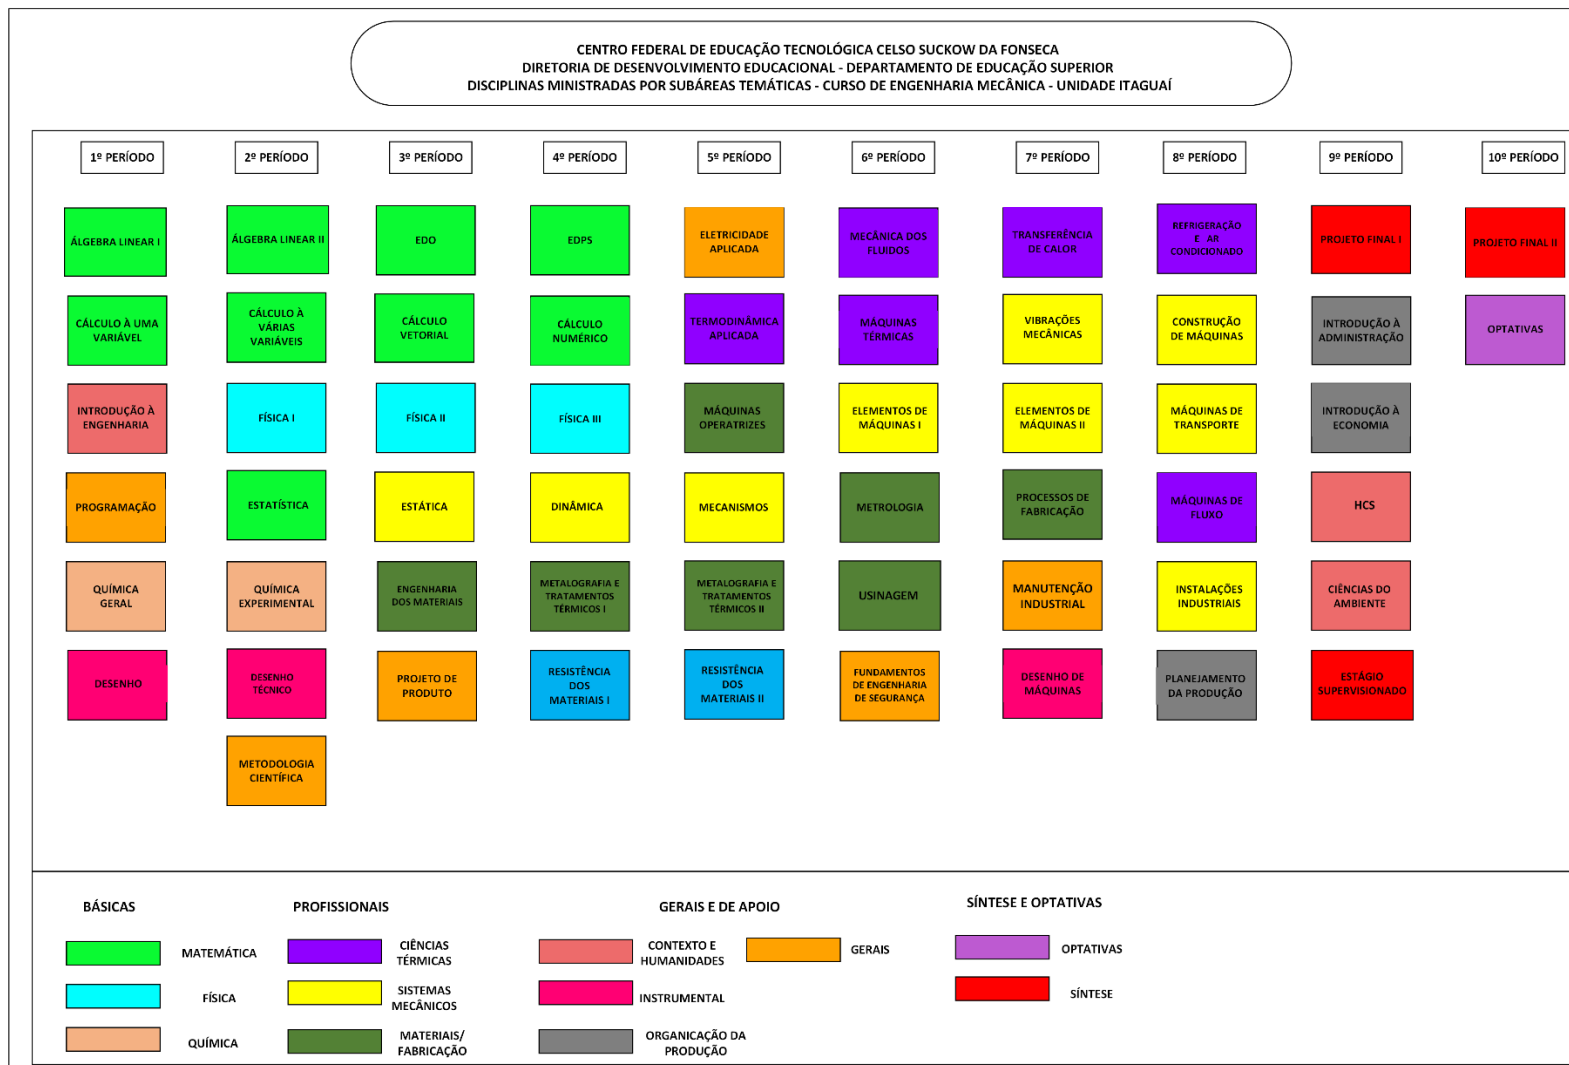 CENTRO FEDERAL DE EDUCAÇÃO TECNOLÓGICA CELSO SUCKOW DA FONSECA
DIRETORIA DE DESENVOLVIMENTO EDUCACIONAL - DEPARTAMENTO DE EDUCAÇÃO SUPERIOR
DISCIPLINAS MINISTRADAS POR SUBÁREAS TEMÁTICAS - CURSO DE ENGENHARIA MECÂNICA - UNIDADE ITAGUAÍ
1º PERÍODO
2º PERÍODO
3º PERÍODO
4º PERÍODO
5º PERÍODO
6º PERÍODO
7º PERÍODO
8º PERÍODO
9º PERÍODO
10º PERÍODO
ÁLGEBRA LINEAR I
ÁLGEBRA LINEAR II
EDO
EDPS
ELETRICIDADE
APLICADA
MECÂNICA DOS
FLUIDOS
TRANSFERÊNCIA
DE CALOR
REFRIGERAÇÃO
E AR
CONDICIONADO
PROJETO FINAL I
PROJETO FINAL II
CÁLCULO À UMA
VARIÁVEL
CÁLCULO À
VÁRIAS
VARIÁVEIS
CÁLCULO
VETORIAL
CÁLCULO
NUMÉRICO
TERMODINÂMICA
APLICADA
MÁQUINAS
TÉRMICAS
VIBRAÇÕES
MECÂNICAS
CONSTRUÇÃO
DE MÁQUINAS
INTRODUÇÃO À
ADMINISTRAÇÃO
OPTATIVAS
INTRODUÇÃO À
ENGENHARIA
FÍSICA I
FÍSICA II
FÍSICA III
MÁQUINAS
OPERATRIZES
ELEMENTOS DE
MÁQUINAS I
ELEMENTOS DE
MÁQUINAS II
MÁQUINAS DE
TRANSPORTE
INTRODUÇÃO À
ECONOMIA
PROGRAMAÇÃO
ESTATÍSTICA
ESTÁTICA
DINÂMICA
MECANISMOS
METROLOGIA
PROCESSOS DE
FABRICAÇÃO
MÁQUINAS DE
FLUXO
HCS
QUÍMICA
GERAL
QUÍMICA
EXPERIMENTAL
ENGENHARIA
DOS MATERIAIS
METALOGRAFIA E
TRATAMENTOS
TÉRMICOS I
METALOGRAFIA E
TRATAMENTOS
TÉRMICOS II
USINAGEM
MANUTENÇÃO
INDUSTRIAL
INSTALAÇÕES
INDUSTRIAIS
CIÊNCIAS DO
AMBIENTE
DESENHO
DESENHO
TÉCNICO
PROJETO DE
PRODUTO
RESISTÊNCIA
DOS
MATERIAIS I
RESISTÊNCIA
DOS
MATERIAIS II
FUNDAMENTOS
DE ENGENHARIA
DE SEGURANÇA
DESENHO DE
MÁQUINAS
PLANEJAMENTO
DA PRODUÇÃO
ESTÁGIO
SUPERVISIONADO
METODOLOGIA
CIENTÍFICA
BÁSICAS
MATEMÁTICA
FÍSICA
QUÍMICA
PROFISSIONAIS
CIÊNCIAS
TÉRMICAS
SISTEMAS
MECÂNICOS
MATERIAIS/
FABRICAÇÃO
GERAIS E DE APOIO
CONTEXTO E
HUMANIDADES
INSTRUMENTAL
ORGANICAÇÃO DA
PRODUÇÃO
GERAIS
SÍNTESE E OPTATIVAS
OPTATIVAS
SÍNTESE